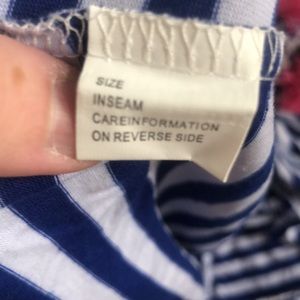 SIZE
INSEAM
CAREINFORMATION
ON REVERSE SIDE